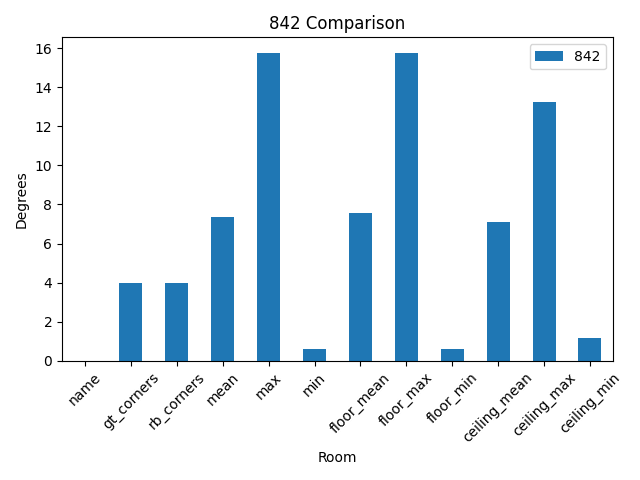 842 Comparison
842
Degrees
16
14
12
10
8
6
4
2
0
name
gt_corners
rb_corners
mean
max
min
floor_mean
floor_max
floor_min
ceiling_mean
ceiling_max
ceiling_min
Room